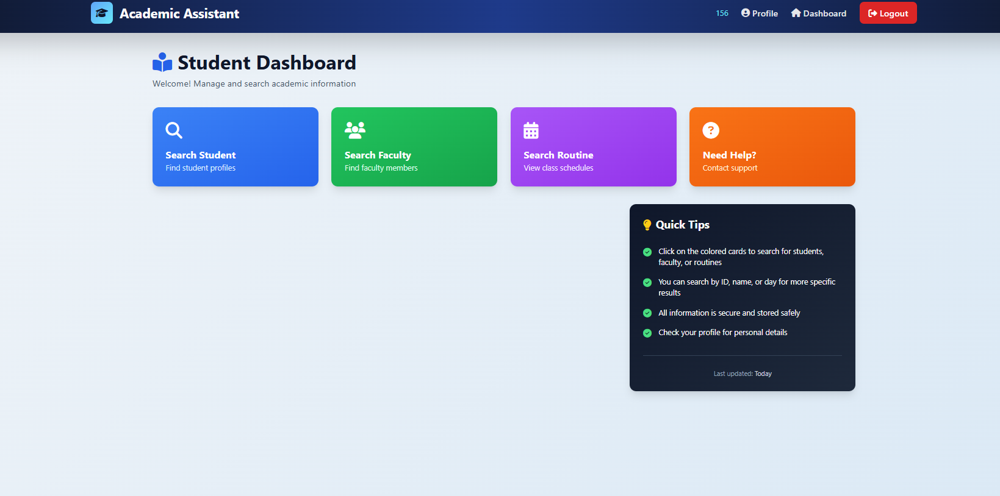 Academic Assistant
156 Profile Dashboard Logout
Student Dashboard
Welcome! Manage and search academic information
Search Student
Find student profiles
Search Faculty
Find faculty members
Search Routine
View class schedules
Need Help?
Contact support
Quick Tips
Click on the colored cards to search for students,
faculty, or routines
You can search by ID, name, or day for more specific
results
All information is secure and stored safely
Check your profile for personal details
Last updated: Today